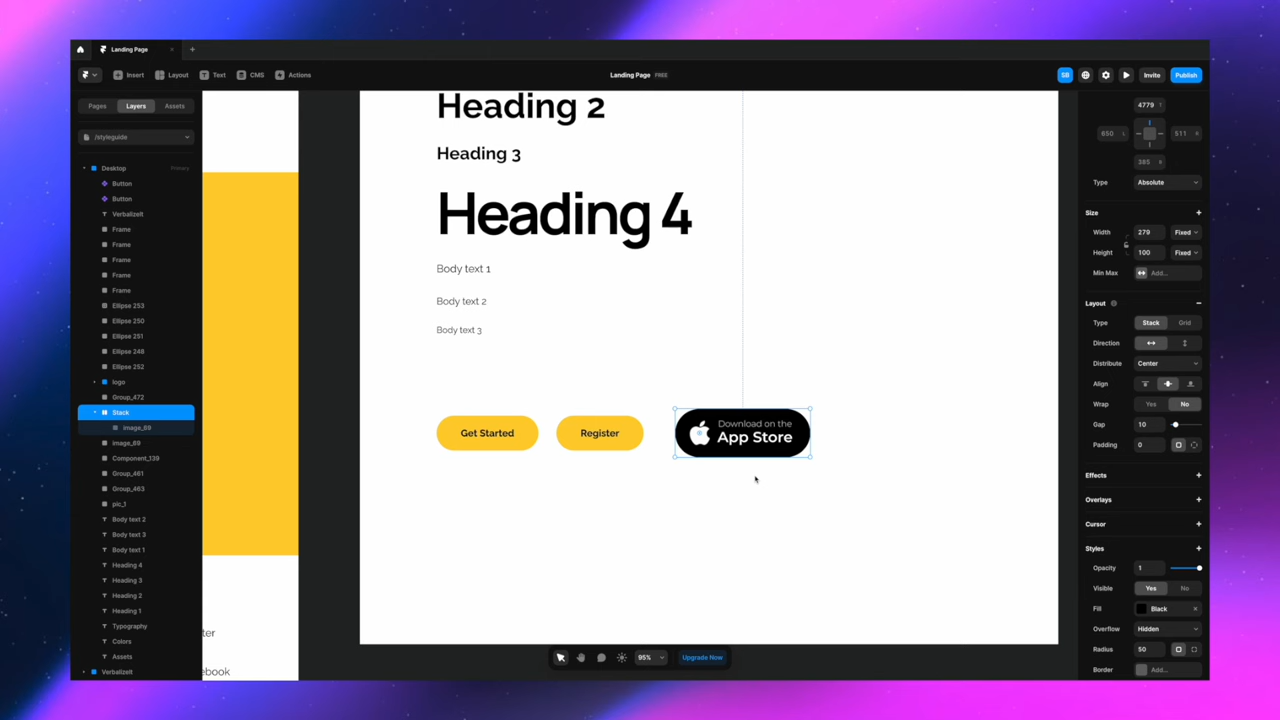 Landing Page
Insert
Layout
Text
CMS
Actions
Landing Page FREE
SB
Invite
Publish
Pages
Layers
Assets
/styleguide
Desktop
Primary
Button
Button
Verbalizeit
Frame
Frame
Frame
Frame
Frame
Ellipse 253
Ellipse 250
Ellipse 251
Ellipse 248
Ellipse 252
logo
Group_472
Stack
image_69
image_69
Component_139
Group_461
Group_463
pic_1
Body text 2
Body text 3
Body text 1
Heading 4
Heading 3
Heading 2
Heading 1
Typography
Colors
Assets
Verbalizeit
ter
ebook
Heading 2
Heading 3
Heading 4
Body text 1
Body text 2
Body text 3
Get Started
Register
Download on the
App Store
95%
Upgrade Now
4779 T
650 L
511 R
385 B
Type Absolute
Size
Width 279 Fixed
Height 100 Fixed
Min Max Add...
Layout
Type Stack Grid
Direction
Distribute Center
Align
Wrap Yes No
Gap 10
Padding 0
Effects
Overlays
Cursor
Styles
Opacity 1
Visible Yes No
Fill Black
Overflow Hidden
Radius 50
Border Add...